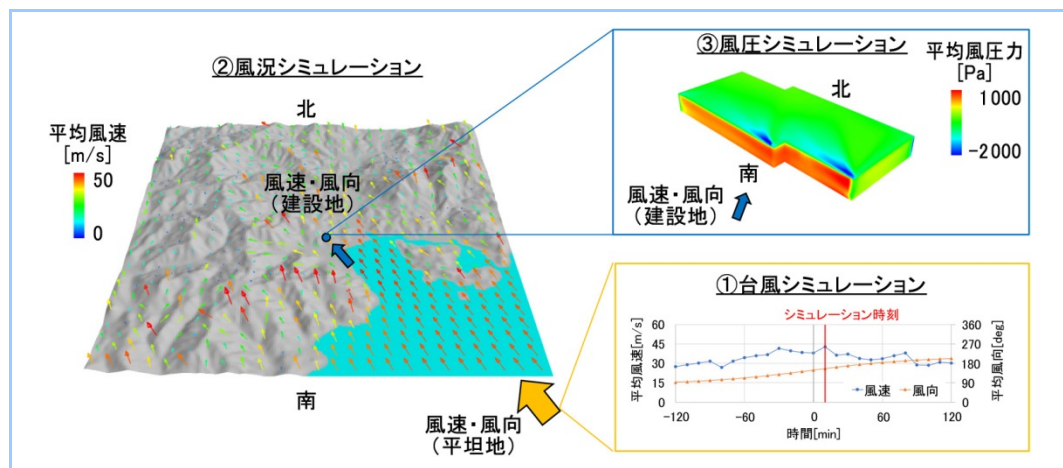 ②風況シミュレーション
北
平均風速
[m/s]
50
0
風速・風向
(建設地)
南
風速・風向
(平坦地)
③風圧シミュレーション
平均風圧力
[Pa]
1000
-2000
北
南
風速・風向
(建設地)
①台風シミュレーション
シミュレーション時刻
平均風速[m/s]
60
45
30
15
0
360
270
180
90
0
平均風向[deg]
風速
風向
-120
-60
0
60
120
時間[min]